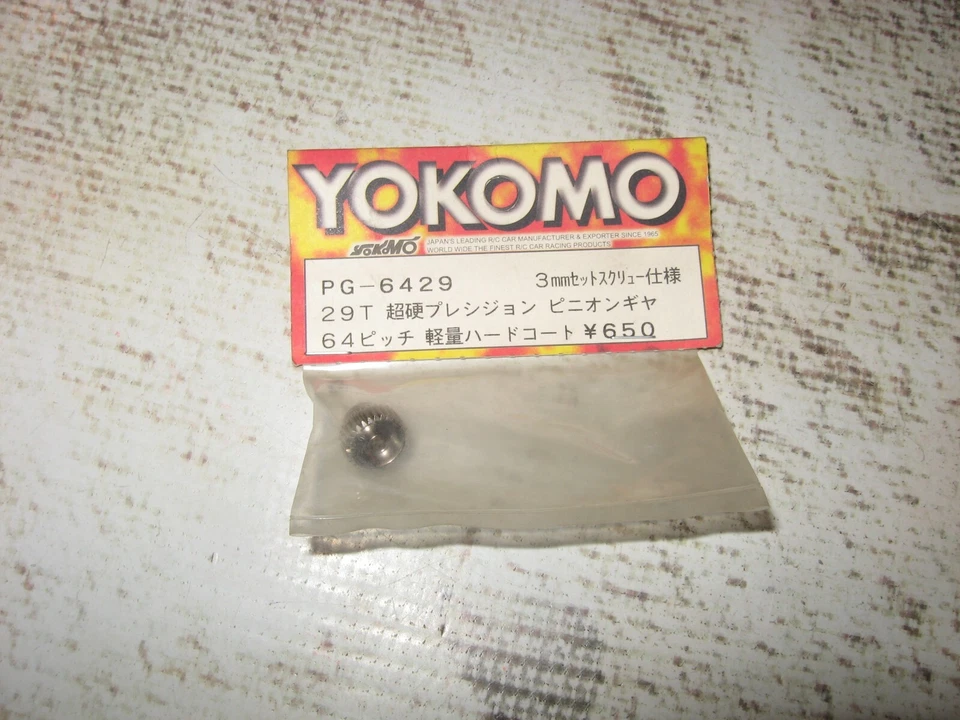 YOKOMO
YOKOMO JAPAN'S LEADING R/C CAR MANUFACTURER & EXPORTER SINCE 1965
WORLD WIDE THE FINEST R/C CAR RACING PRODUCTS
PG-6429 3mmセットスクリュー仕様
29T 超硬プレシジョン ピニオンギヤ
64ピッチ 軽量ハードコート ¥650